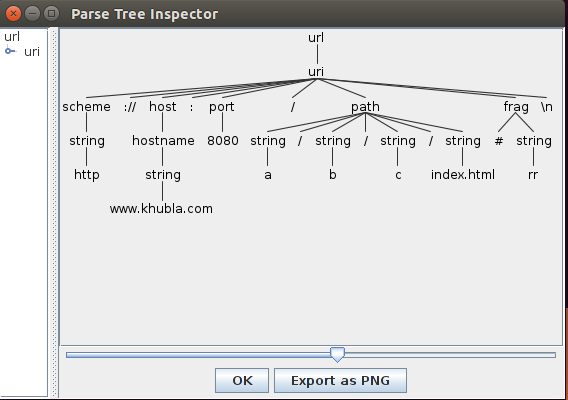 Parse Tree Inspector
url
uri
url
uri
scheme :// host : port / path frag \n
string hostname 8080 string / string / string / string # string
http string a b c index.html rr
www.khubla.com
OK Export as PNG